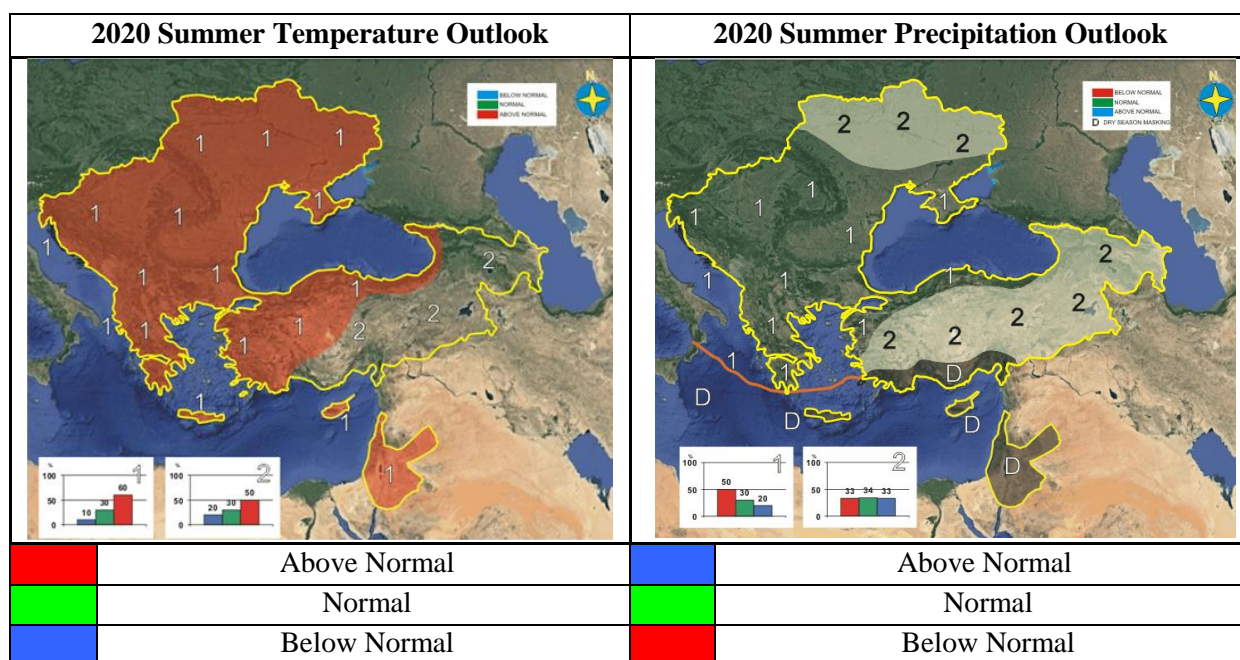 2020 Summer Temperature Outlook
2020 Summer Precipitation Outlook
N
BELOW NORMAL
NORMAL
ABOVE NORMAL
1 1 1
1
1 1
1
2
1 1
1
2
1 1
2
1
1
1
1
1
%
100
50
0
10
30
60
1
%
100
50
0
20
30
50
2
N
BELOW NORMAL
NORMAL
ABOVE NORMAL
D DRY SEASON MASKING
2 2 2
1
1
1
1
1
1
1
2
1
2
2
1
2
2
1
D
1
D
D
D
D
%
100
50
0
50
30
20
1
%
100
50
0
33
34
33
2
Above Normal
Above Normal
Normal
Normal
Below Normal
Below Normal